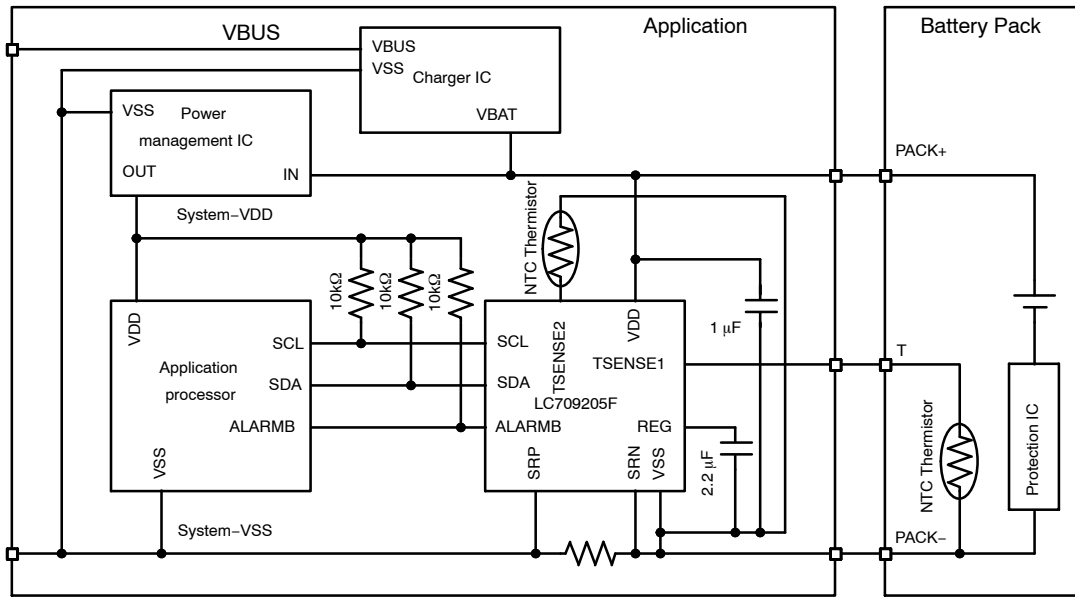 VBUS
Application
Battery Pack
VBUS
VSS
Charger IC
VBAT
VSS
Power
management IC
OUT
IN
PACK+
System−VDD
NTC Thermistor
10kΩ
10kΩ
10kΩ
VDD
SCL
SDA
ALARMB
Application
processor
VSS
TSENSE2
VDD
SCL
TSENSE1
SDA
LC709205F
ALARMB
REG
SRP
SRN
VSS
1 μF
2.2 μF
T
NTC Thermistor
Protection IC
System−VSS
PACK−